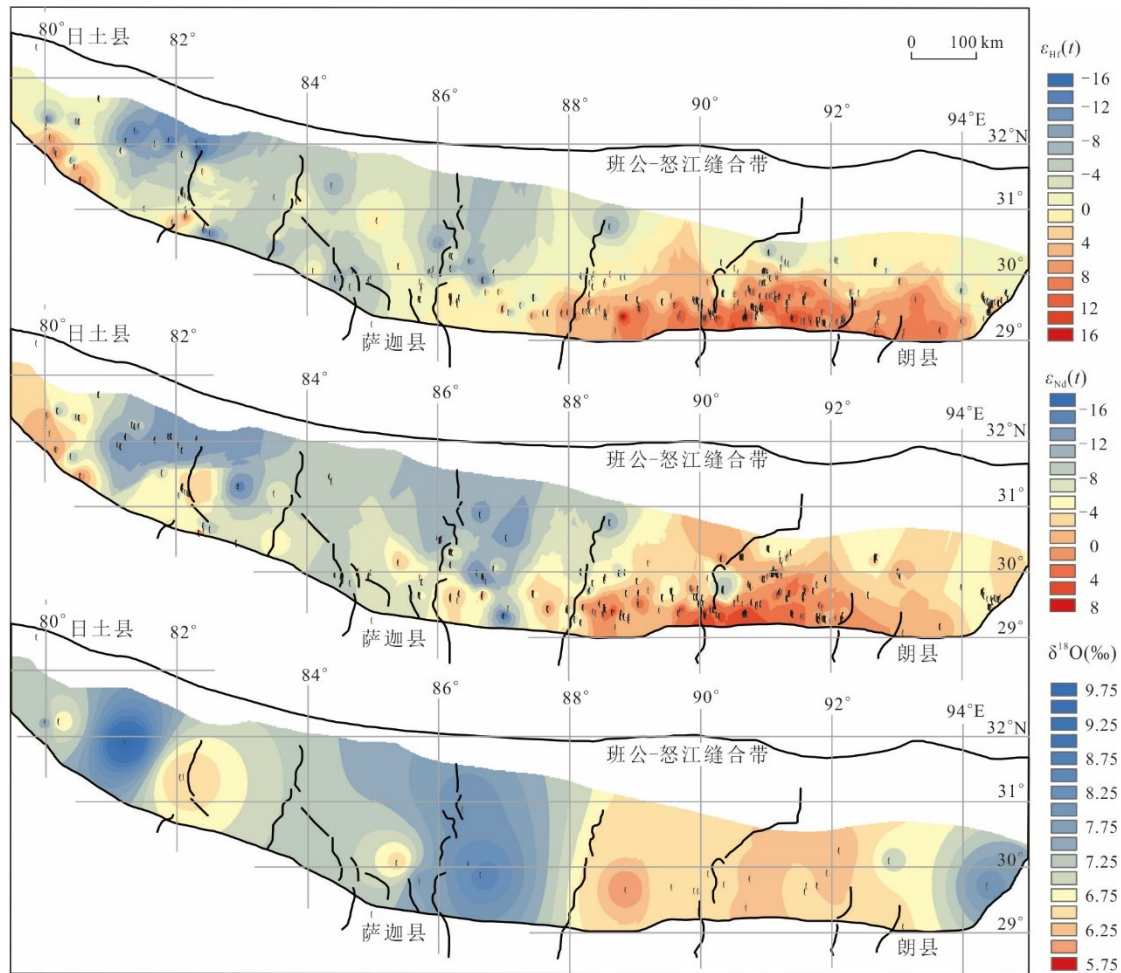 80°
日土县
82°
84°
86°
88°
90°
92°
94°E
0 100 km
32°N
班公-怒江缝合带
31°
30°
29°
萨迦县
朗县
εHf(t)
-16
-12
-8
-4
0
4
8
12
16
80°
日土县
82°
84°
86°
88°
90°
92°
94°E
32°N
班公-怒江缝合带
31°
30°
29°
萨迦县
朗县
εNd(t)
-16
-12
-8
-4
0
4
8
80°
日土县
82°
84°
86°
88°
90°
92°
94°E
32°N
班公-怒江缝合带
31°
30°
29°
萨迦县
朗县
δ¹⁸O(‰)
9.75
9.25
8.75
8.25
7.75
7.25
6.75
6.25
5.75